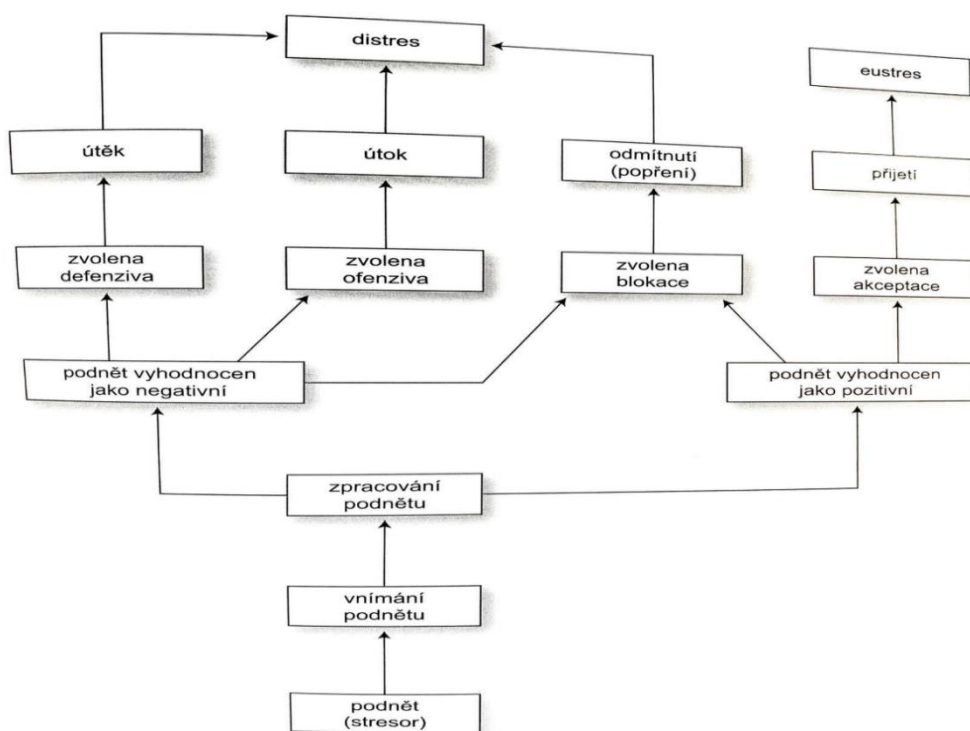 distres
eustres
útěk
útok
odmítnutí
(popření)
přijetí
zvolena
defenziva
zvolena
ofenziva
zvolena
blokace
zvolena
akceptace
podnět vyhodnocen
jako negativní
podnět vyhodnocen
jako pozitivní
zpracování
podnětu
vnímání
podnětu
podnět
(stresor)